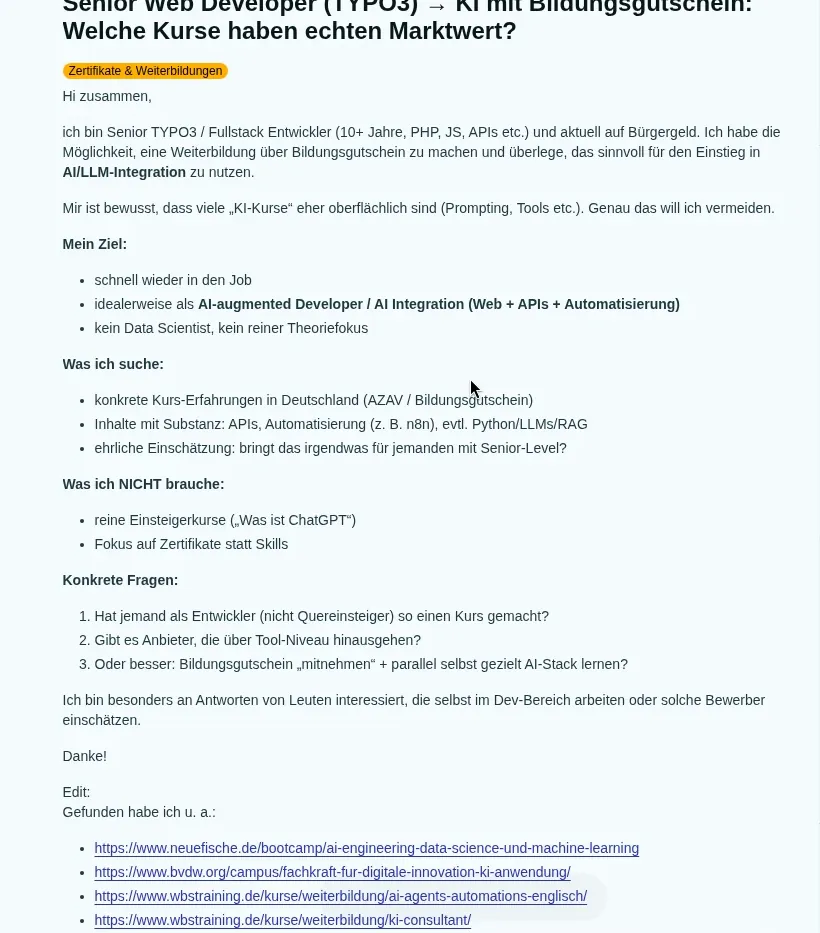 Senior Web Developer (TYPO3) → KI mit Bildungsgutschein:
Welche Kurse haben echten Marktwert?
Zertifikate & Weiterbildungen
Hi zusammen,
ich bin Senior TYPO3 / Fullstack Entwickler (10+ Jahre, PHP, JS, APIs etc.) und aktuell auf Bürgergeld. Ich habe die
Möglichkeit, eine Weiterbildung über Bildungsgutschein zu machen und überlege, das sinnvoll für den Einstieg in
AI/LLM-Integration zu nutzen.
Mir ist bewusst, dass viele „KI-Kurse“ eher oberflächlich sind (Prompting, Tools etc.). Genau das will ich vermeiden.
Mein Ziel:
• schnell wieder in den Job
• idealerweise als AI-augmented Developer / AI Integration (Web + APIs + Automatisierung)
• kein Data Scientist, kein reiner Theoriefokus
Was ich suche:
• konkrete Kurs-Erfahrungen in Deutschland (AZAV / Bildungsgutschein)
• Inhalte mit Substanz: APIs, Automatisierung (z. B. n8n), evtl. Python/LLMs/RAG
• ehrliche Einschätzung: bringt das irgendwas für jemanden mit Senior-Level?
Was ich NICHT brauche:
• reine Einsteigerkurse („Was ist ChatGPT“)
• Fokus auf Zertifikate statt Skills
Konkrete Fragen:
1. Hat jemand als Entwickler (nicht Quereinsteiger) so einen Kurs gemacht?
2. Gibt es Anbieter, die über Tool-Niveau hinausgehen?
3. Oder besser: Bildungsgutschein „mitnehmen“ + parallel selbst gezielt AI-Stack lernen?
Ich bin besonders an Antworten von Leuten interessiert, die selbst im Dev-Bereich arbeiten oder solche Bewerber
einschätzen.
Danke!
Edit:
Gefunden habe ich u. a.:
• https://www.neuefische.de/bootcamp/ai-engineering-data-science-und-machine-learning
• https://www.bvdw.org/campus/fachkraft-fur-digitale-innovation-ki-anwendung/
• https://www.wbstraining.de/kurse/weiterbildung/ai-agents-automations-englisch/
• https://www.wbstraining.de/kurse/weiterbildung/ki-consultant/